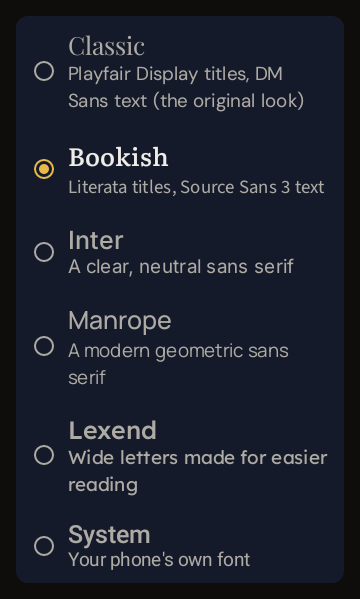 Classic
Playfair Display titles, DM
Sans text (the original look)
Bookish
Literata titles, Source Sans 3 text
Inter
A clear, neutral sans serif
Manrope
A modern geometric sans
serif
Lexend
Wide letters made for easier
reading
System
Your phone's own font